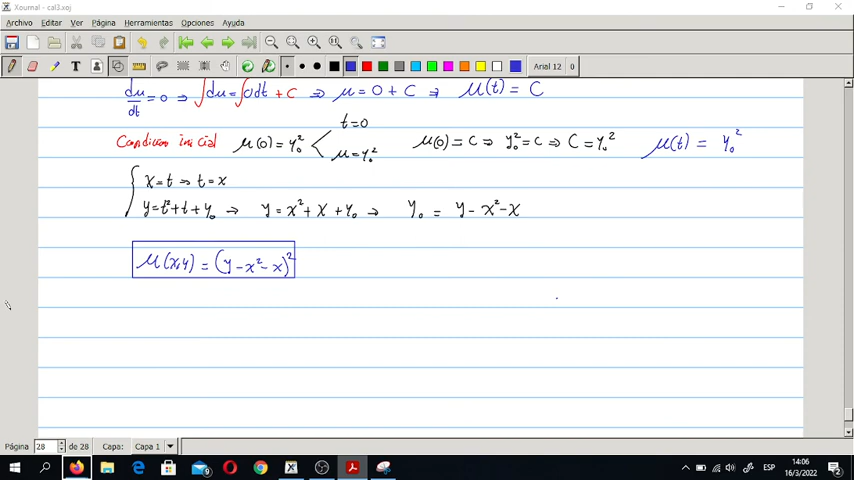 Xournal - cal3.xoj
Archivo Editar Ver Página Herramientas Opciones Ayuda
Arial 12 0
du/dt = 0 ⇒ ∫du = ∫0dt + C ⇒ μ = 0 + C ⇒ μ(t) = C
Condicion inicial μ(0) = y₀² < t=0 μ(0) = C ⇒ y₀² = C ⇒ C = y₀² μ(t) = y₀²
μ = y₀²
x = t ⇒ t = x
y = t² + t + y₀ ⇒ y = x² + x + y₀ ⇒ y₀ = y - x² - x
μ(x,y) = (y - x² - x)²
Página 28 de 28 Capa: Capa 1
ESP 14:06
16/3/2022